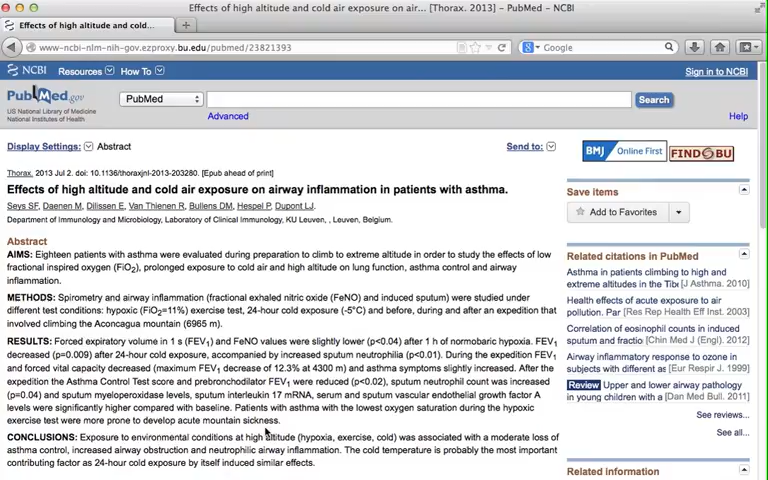 Effects of high altitude and cold air exposure on air... [Thorax. 2013] - PubMed - NCBI
Effects of high altitude and cold...
www-ncbi-nlm-nih-gov.ezproxy.bu.edu/pubmed/23821393
Google
NCBI Resources How To Sign in to NCBI
PubMed.gov
US National Library of Medicine
National Institutes of Health
PubMed
Search
Advanced
Help
Display Settings: Abstract
Send to:
Thorax. 2013 Jul 2. doi: 10.1136/thoraxjnl-2013-203280. [Epub ahead of print]
Effects of high altitude and cold air exposure on airway inflammation in patients with asthma.
Seys SF, Daenen M, Dilissen E, Van Thienen R, Bullens DM, Hespel P, Dupont LJ.
Department of Immunology and Microbiology, Laboratory of Clinical Immunology, KU Leuven, , Leuven, Belgium.
Abstract
AIMS: Eighteen patients with asthma were evaluated during preparation to climb to extreme altitude in order to study the effects of low
fractional inspired oxygen (FiO2), prolonged exposure to cold air and high altitude on lung function, asthma control and airway
inflammation.
METHODS: Spirometry and airway inflammation (fractional exhaled nitric oxide (FeNO) and induced sputum) were studied under
different test conditions: hypoxic (FiO2=11%) exercise test, 24-hour cold exposure (-5°C) and before, during and after an expedition that
involved climbing the Aconcagua mountain (6965 m).
RESULTS: Forced expiratory volume in 1 s (FEV1) and FeNO values were slightly lower (p<0.04) after 1 h of normobaric hypoxia. FEV1
decreased (p=0.009) after 24-hour cold exposure, accompanied by increased sputum neutrophilia (p<0.01). During the expedition FEV1
and forced vital capacity decreased (maximum FEV1 decrease of 12.3% at 4300 m) and asthma symptoms slightly increased. After the
expedition the Asthma Control Test score and prebronchodilator FEV1 were reduced (p<0.02), sputum neutrophil count was increased
(p=0.04) and sputum myeloperoxidase levels, sputum interleukin 17 mRNA, serum and sputum vascular endothelial growth factor A
levels were significantly higher compared with baseline. Patients with asthma with the lowest oxygen saturation during the hypoxic
exercise test were more prone to develop acute mountain sickness.
CONCLUSIONS: Exposure to environmental conditions at high altitude (hypoxia, exercise, cold) was associated with a moderate loss of
asthma control, increased airway obstruction and neutrophilic airway inflammation. The cold temperature is probably the most important
contributing factor as 24-hour cold exposure by itself induced similar effects.
BMJ Online First
FIND@BU
Save items
Add to Favorites
Related citations in PubMed
Asthma in patients climbing to high and
extreme altitudes in the Tibe [J Asthma. 2010]
Health effects of acute exposure to air
pollution. Par [Res Rep Health Eff Inst. 2003]
Correlation of eosinophil counts in induced
sputum and fractio [Chin Med J (Engl). 2012]
Airway inflammatory response to ozone in
subjects with different a [Eur Respir J. 1999]
Review Upper and lower airway pathology
in young children with a [Dan Med Bull. 2011]
See reviews...
See all...
Related information